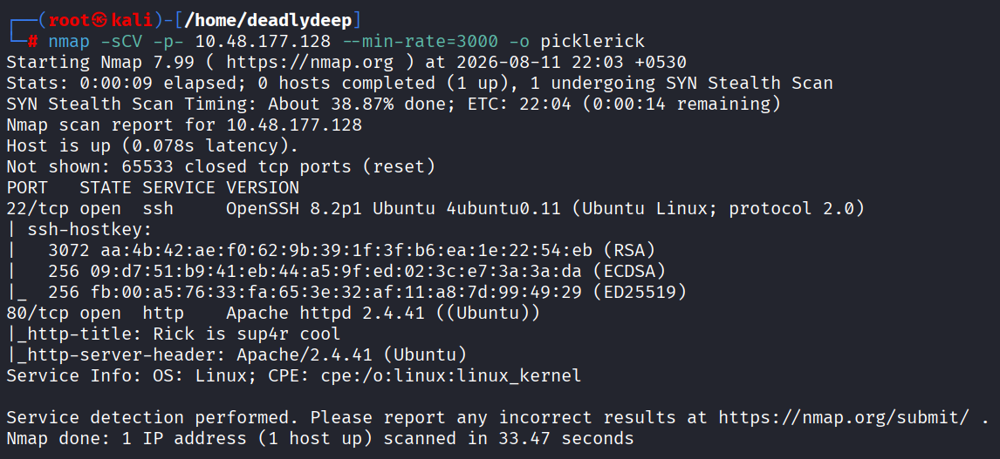 ┌──(root㉿kali)-[/home/deadlydeep]
└─# nmap -sCV -p- 10.48.177.128 --min-rate=3000 -o picklerick
Starting Nmap 7.99 ( https://nmap.org ) at 2026-08-11 22:03 +0530
Stats: 0:00:09 elapsed; 0 hosts completed (1 up), 1 undergoing SYN Stealth Scan
SYN Stealth Scan Timing: About 38.87% done; ETC: 22:04 (0:00:14 remaining)
Nmap scan report for 10.48.177.128
Host is up (0.078s latency).
Not shown: 65533 closed tcp ports (reset)
PORT   STATE SERVICE VERSION
22/tcp open  ssh     OpenSSH 8.2p1 Ubuntu 4ubuntu0.11 (Ubuntu Linux; protocol 2.0)
| ssh-hostkey:
|   3072 aa:4b:42:ae:f0:62:9b:39:1f:3f:b6:ea:1e:22:54:eb (RSA)
|   256 09:d7:51:b9:41:eb:44:a5:9f:ed:02:3c:e7:3a:3a:da (ECDSA)
|_  256 fb:00:a5:76:33:fa:65:3e:32:af:11:a8:7d:99:49:29 (ED25519)
80/tcp open  http    Apache httpd 2.4.41 ((Ubuntu))
|_http-title: Rick is sup4r cool
|_http-server-header: Apache/2.4.41 (Ubuntu)
Service Info: OS: Linux; CPE: cpe:/o:linux:linux_kernel

Service detection performed. Please report any incorrect results at https://nmap.org/submit/ .
Nmap done: 1 IP address (1 host up) scanned in 33.47 seconds